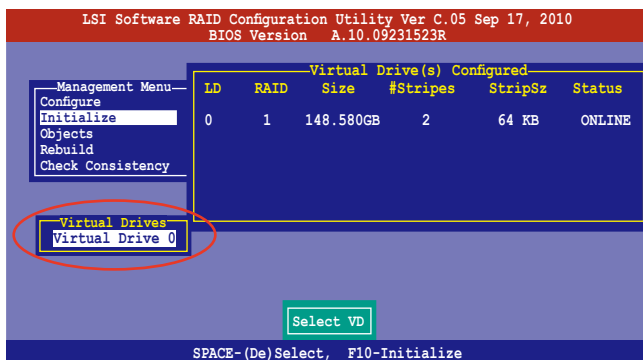 LSI Software RAID Configuration Utility Ver C.05 Sep 17, 2010
BIOS Version A.10.09231523R
Virtual Drive(s) Configured
LD RAID Size #Stripes StripSz Status
0 1 148.580GB 2 64 KB ONLINE
Management Menu
Configure
Initialize
Objects
Rebuild
Check Consistency
Virtual Drives
Virtual Drive 0
Select VD
SPACE-(De)Select, F10-Initialize